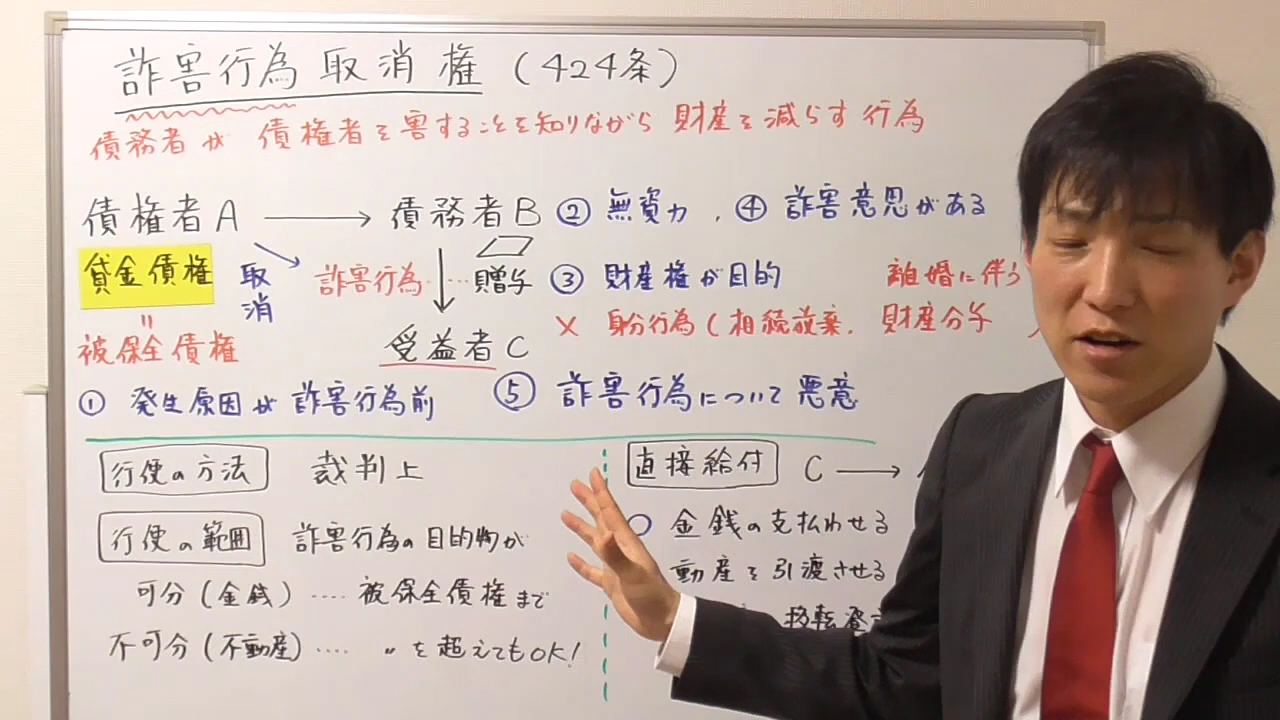 詐害行為取消権（424条）
債務者が債権者を害することを知りながら財産を減らす行為
債権者A → 債務者B ② 無資力，④ 詐害意思がある
貸金債権 取消 詐害行為‥‥贈与 ③ 財産権が目的 離婚に伴う
〃 × 身分行為（相続放棄．財産分与）
被保全債権 受益者C
① 発生原因が詐害行為前 ⑤ 詐害行為について悪意
行使の方法 裁判上
行使の範囲 詐害行為の目的物が
可分（金銭）‥‥被保全債権まで
不可分（不動産）‥‥ 〃 を超えてもOK！
直接給付 C →
○ 金銭の支払わせる
動産を引渡させる
移転登